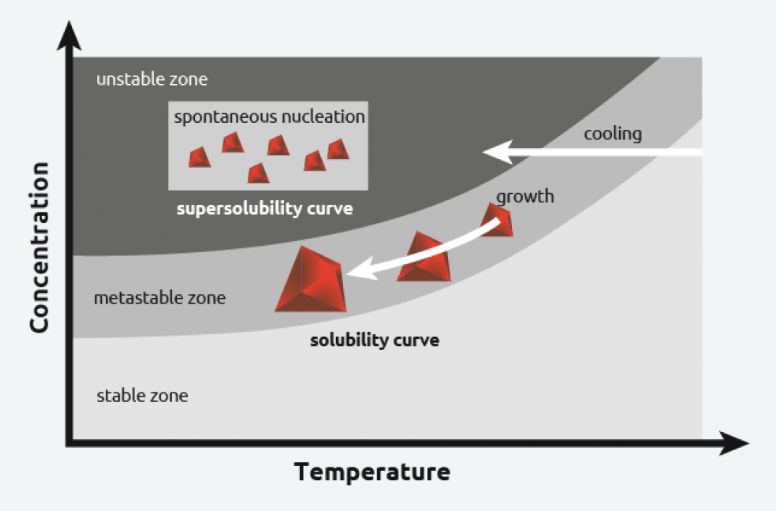 unstable zone
spontaneous nucleation
cooling
supersolubility curve
growth
metastable zone
solubility curve
stable zone
Concentration
Temperature